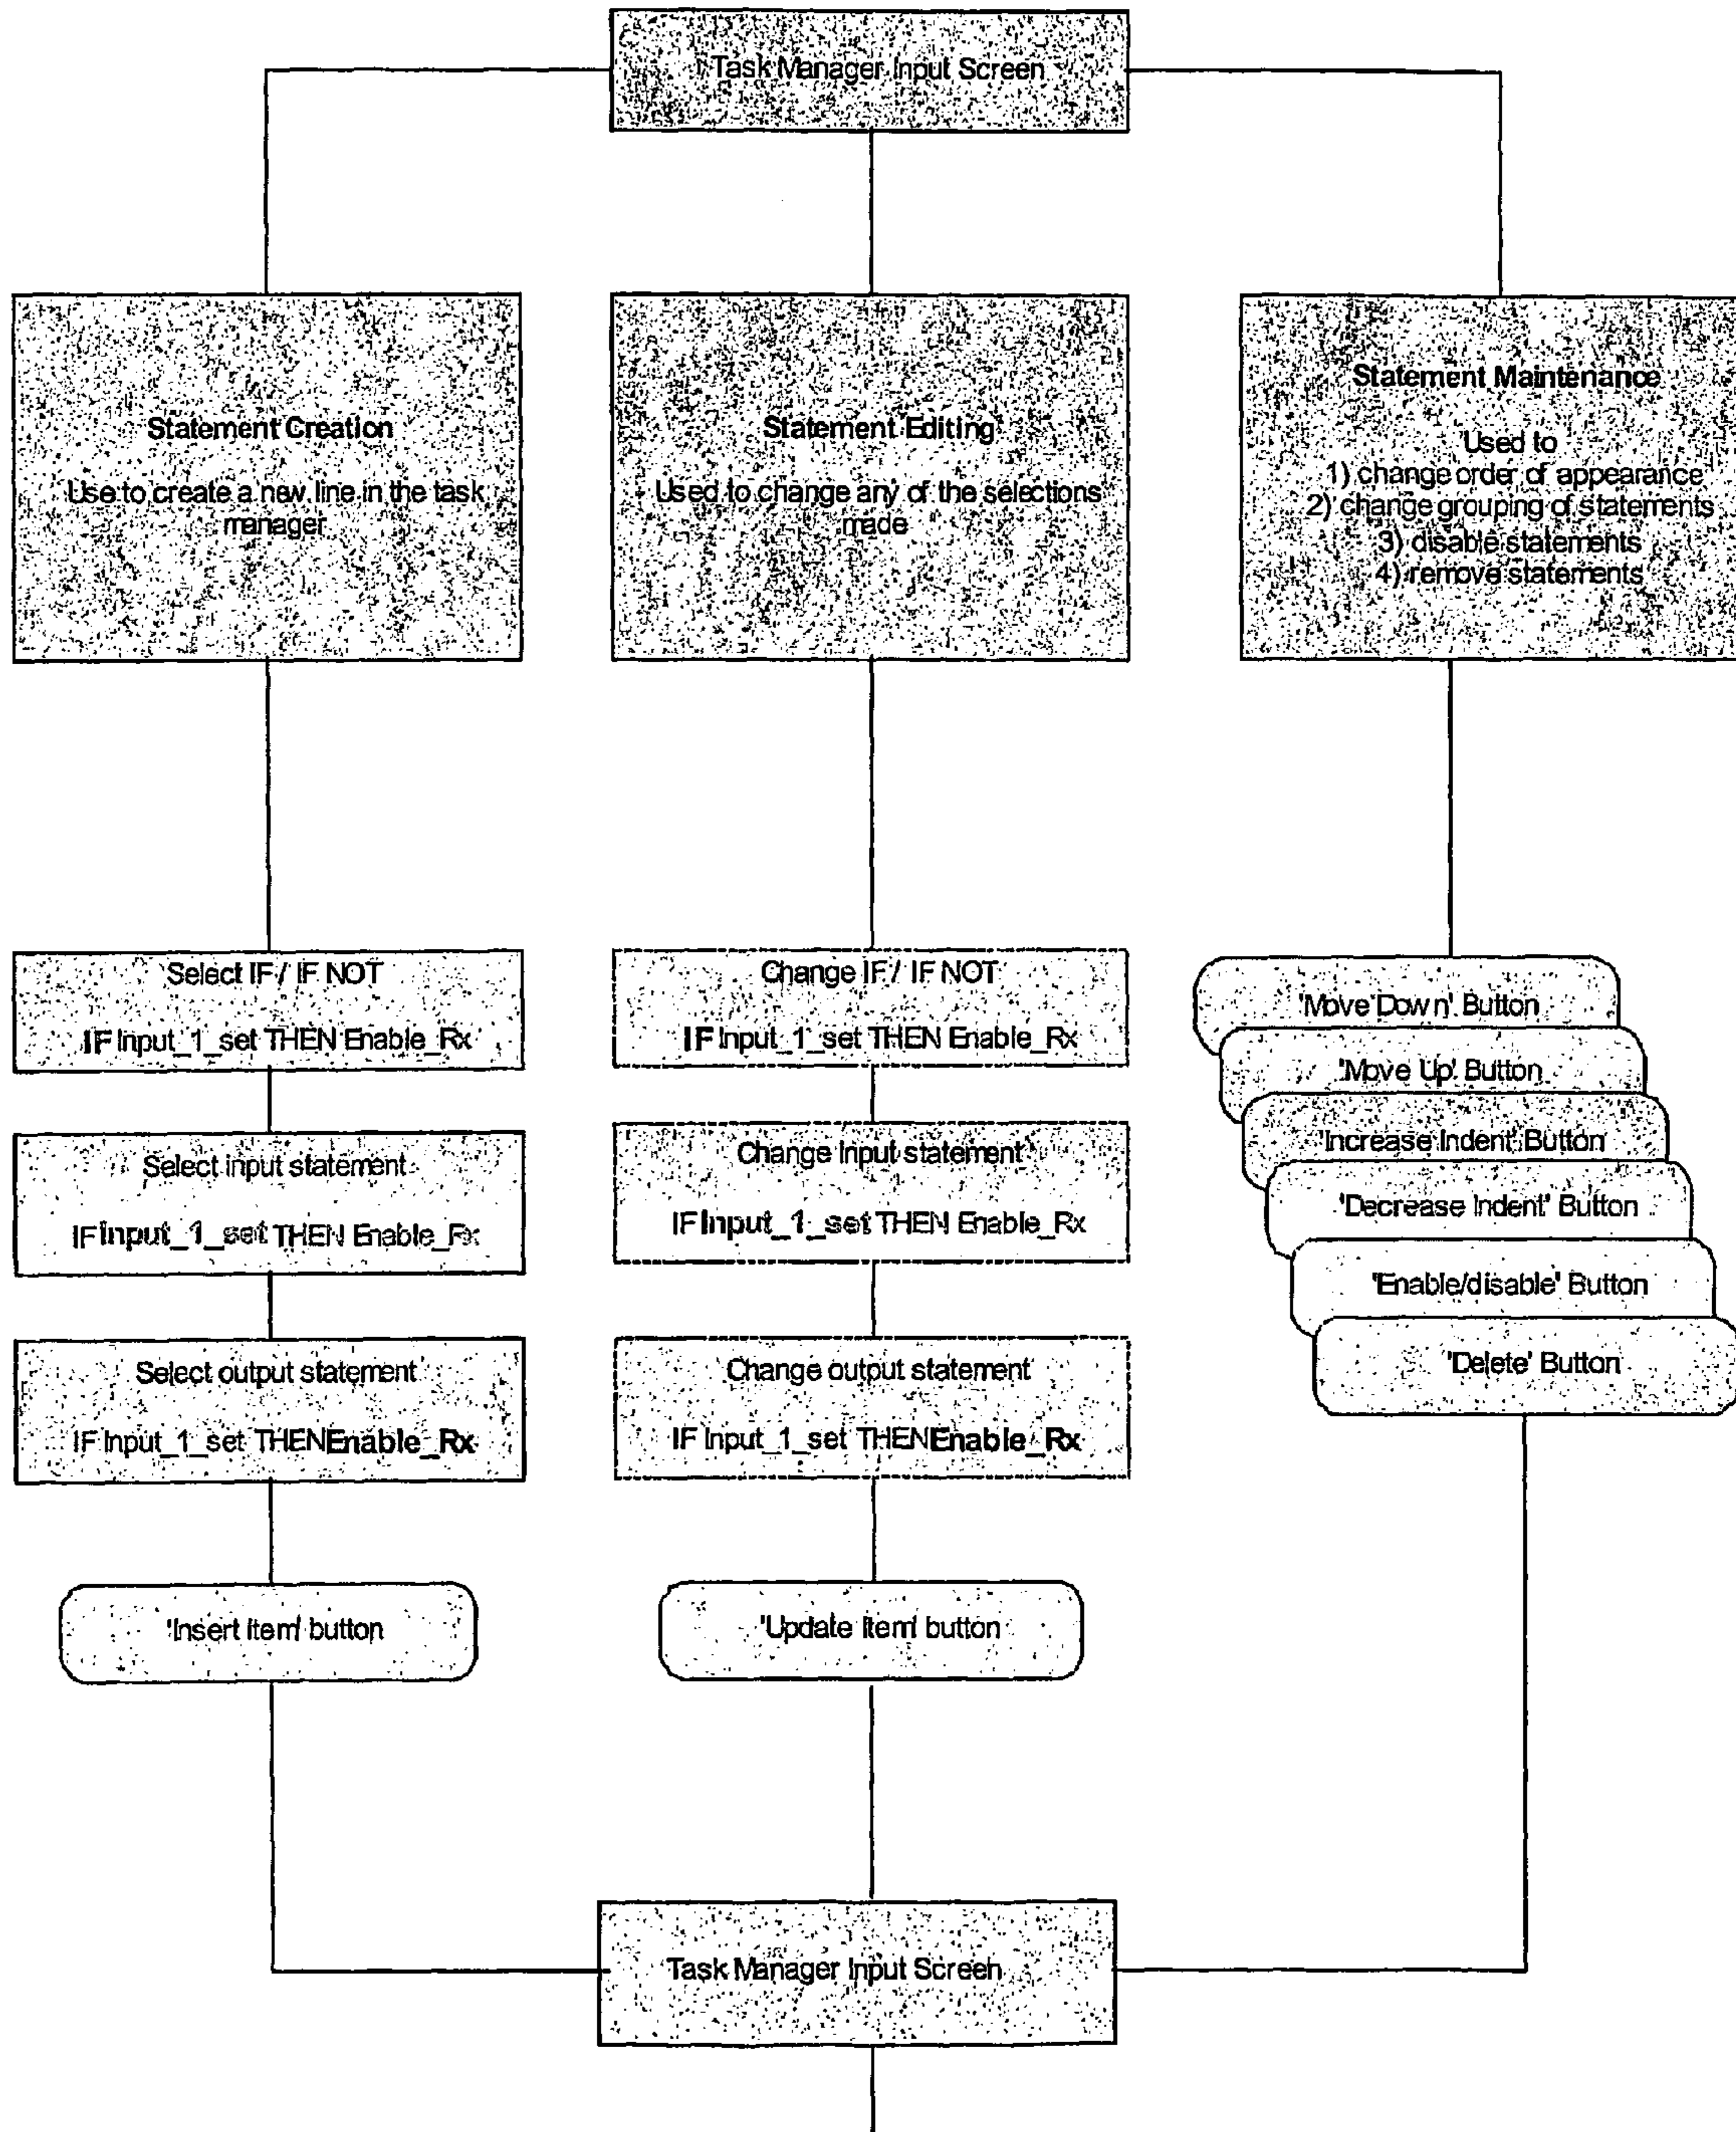 Task Manager Input Screen
Statement Creation
Use to create a new line in the task
manager
Statement Editing
Used to change any of the selections
made
Statement Maintenance
Used to
1) change order of appearance
2) change grouping of statements
3) disable statements
4) remove statements
Select IF / IF NOT
IF Input_1_set THEN Enable_Rx
Select input statement
IF Input_1_set THEN Enable_Rx
Select output statement
IF Input_1_set THEN Enable_Rx
'Insert item' button
Change IF / IF NOT
IF Input_1_set THEN Enable_Rx
Change input statement
IF Input_1_set THEN Enable_Rx
Change output statement
IF Input_1_set THEN Enable_Rx
'Update item' button
'Move Down' Button
'Move Up' Button
'Increase Indent' Button
'Decrease Indent' Button
'Enable/disable' Button
'Delete' Button
Task Manager Input Screen